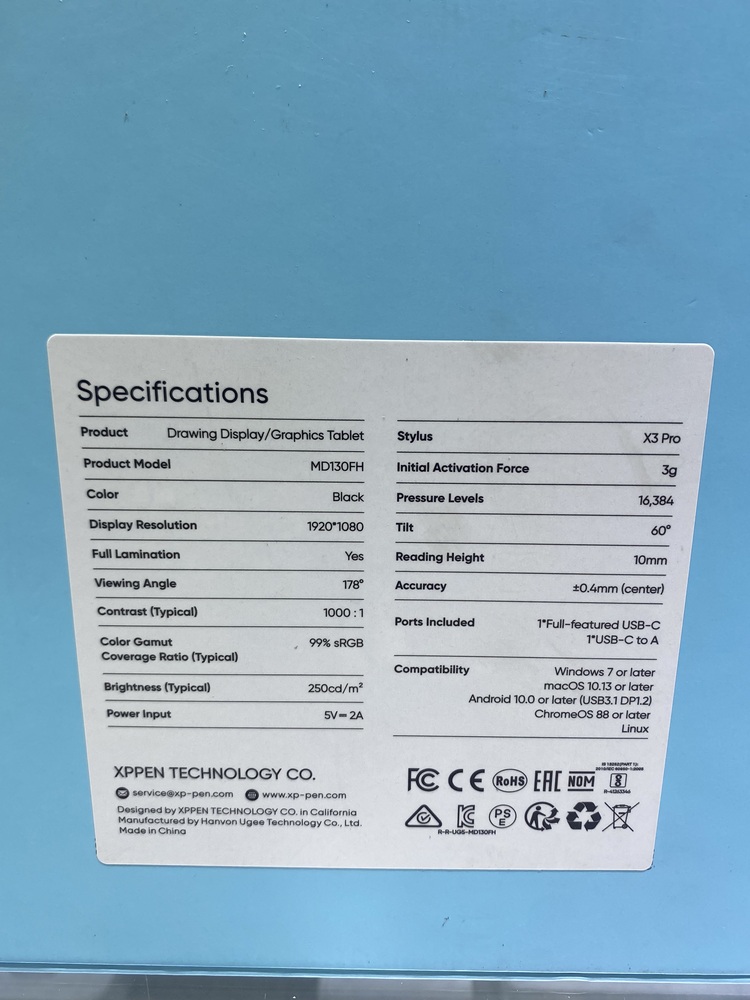 Specifications
Product Drawing Display/Graphics Tablet
Product Model MD130FH
Color Black
Display Resolution 1920*1080
Full Lamination Yes
Viewing Angle 178°
Contrast (Typical) 1000 : 1
Color Gamut 99% sRGB
Coverage Ratio (Typical)
Brightness (Typical) 250cd/m²
Power Input 5V⎓2A
Stylus X3 Pro
Initial Activation Force 3g
Pressure Levels 16,384
Tilt 60°
Reading Height 10mm
Accuracy ±0.4mm (center)
Ports Included 1*Full-featured USB-C
1*USB-C to A
Compatibility Windows 7 or later
macOS 10.13 or later
Android 10.0 or later (USB3.1 DP1.2)
ChromeOS 88 or later
Linux
XPPEN TECHNOLOGY CO.
service@xp-pen.com www.xp-pen.com
Designed by XPPEN TECHNOLOGY CO. in California
Manufactured by Hanvon Ugee Technology Co., Ltd.
Made in China
FC CE RoHS EAC NOM
PS
E
R-R-UGS-MD130FH